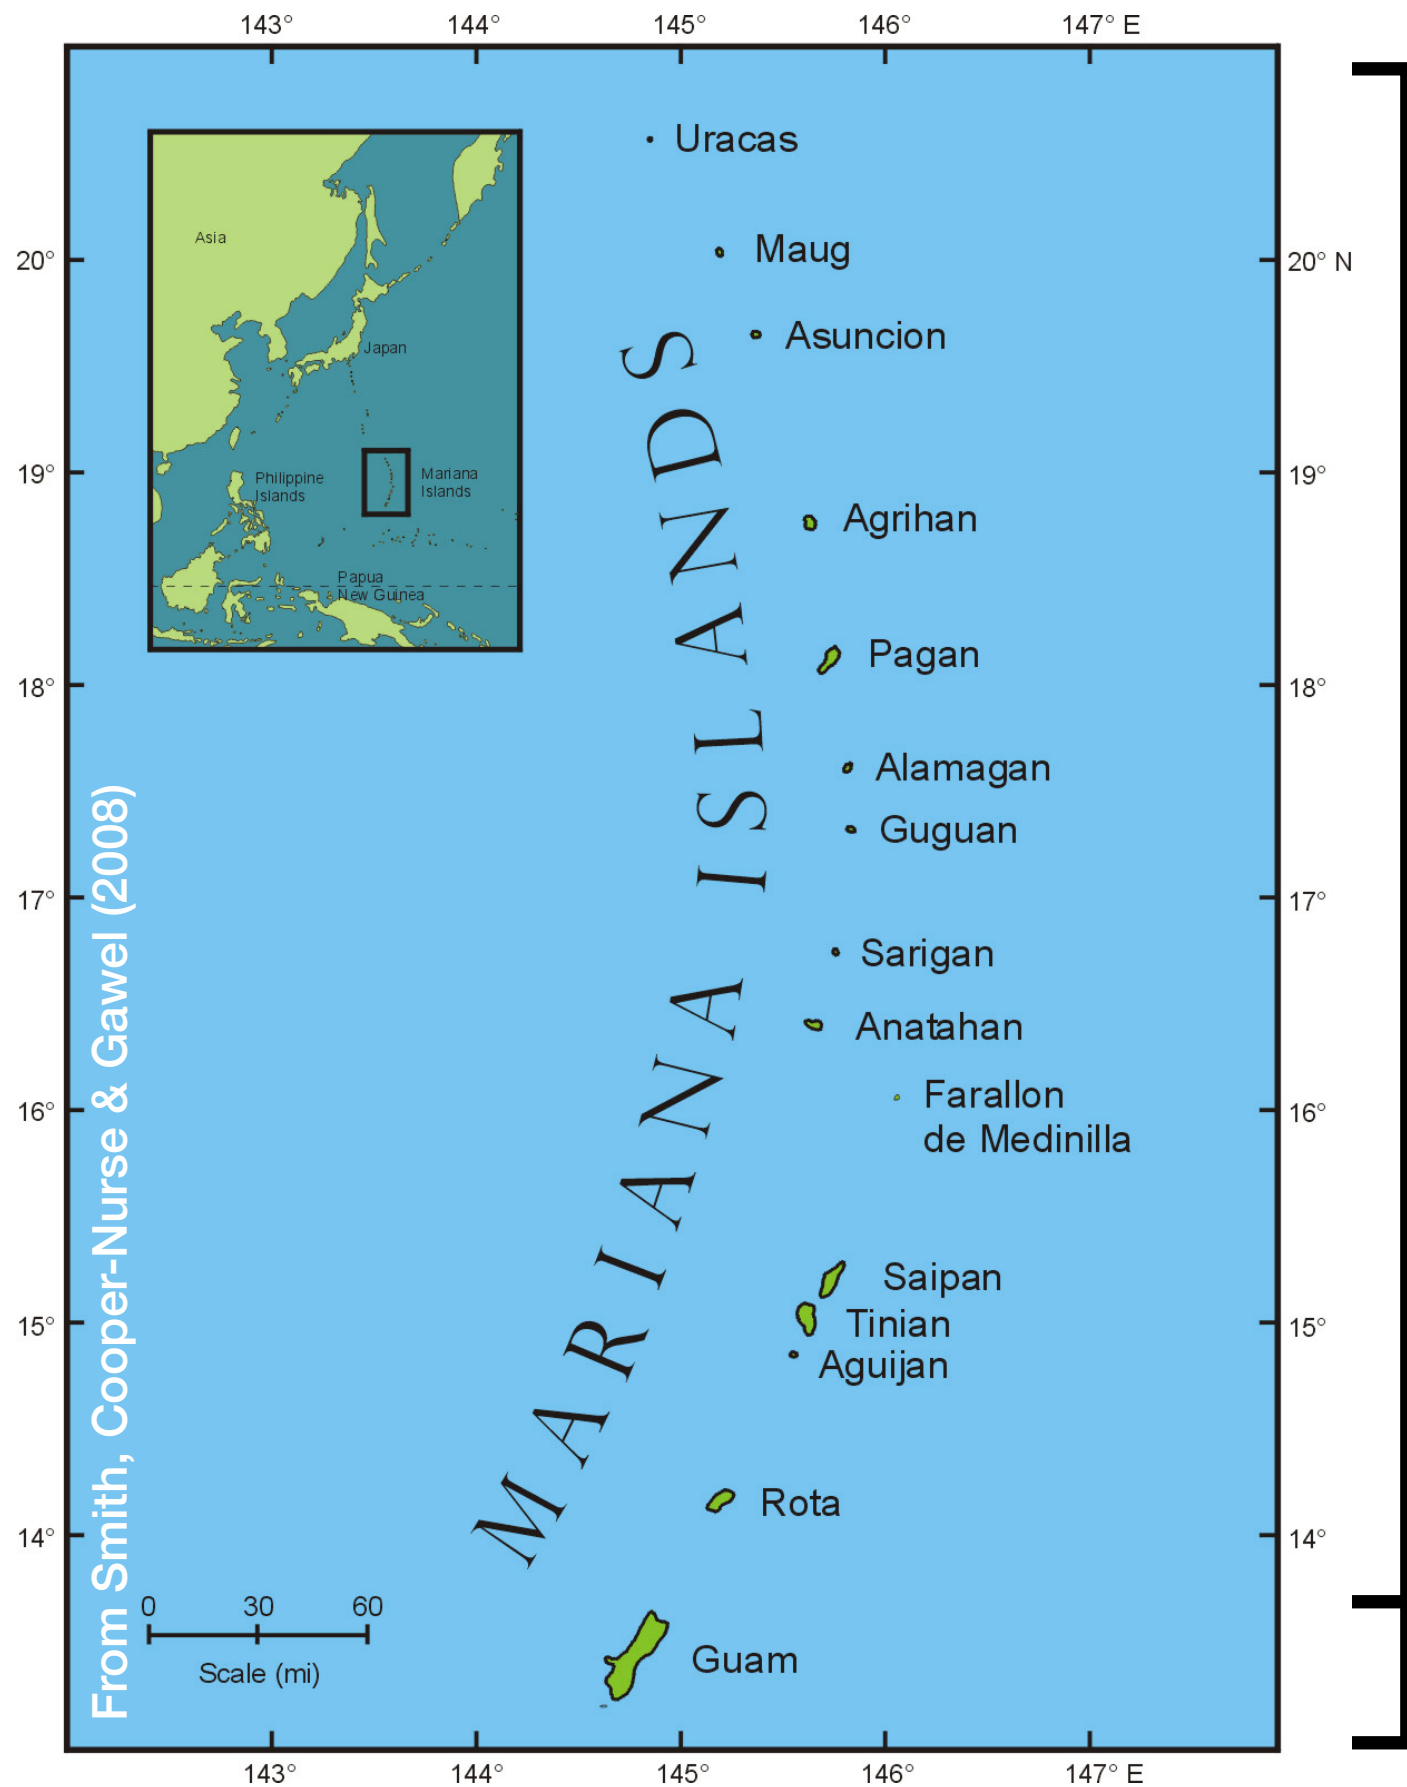 143°
144°
145°
146°
147° E
Uracas
Maug
Asuncion
Agrihan
Pagan
Alamagan
Guguan
Sarigan
Anatahan
Farallon
de Medinilla
Saipan
Tinian
Aguijan
Rota
Guam
MARIANA ISLANDS
Asia
Japan
Philippine
Islands
Mariana
Islands
Papua
New Guinea
20°
19°
18°
17°
16°
15°
14°
20° N
19°
18°
17°
16°
15°
14°
From Smith, Cooper-Nurse & Gawel (2008)
0 30 60
Scale (mi)
143°
144°
145°
146°
147° E